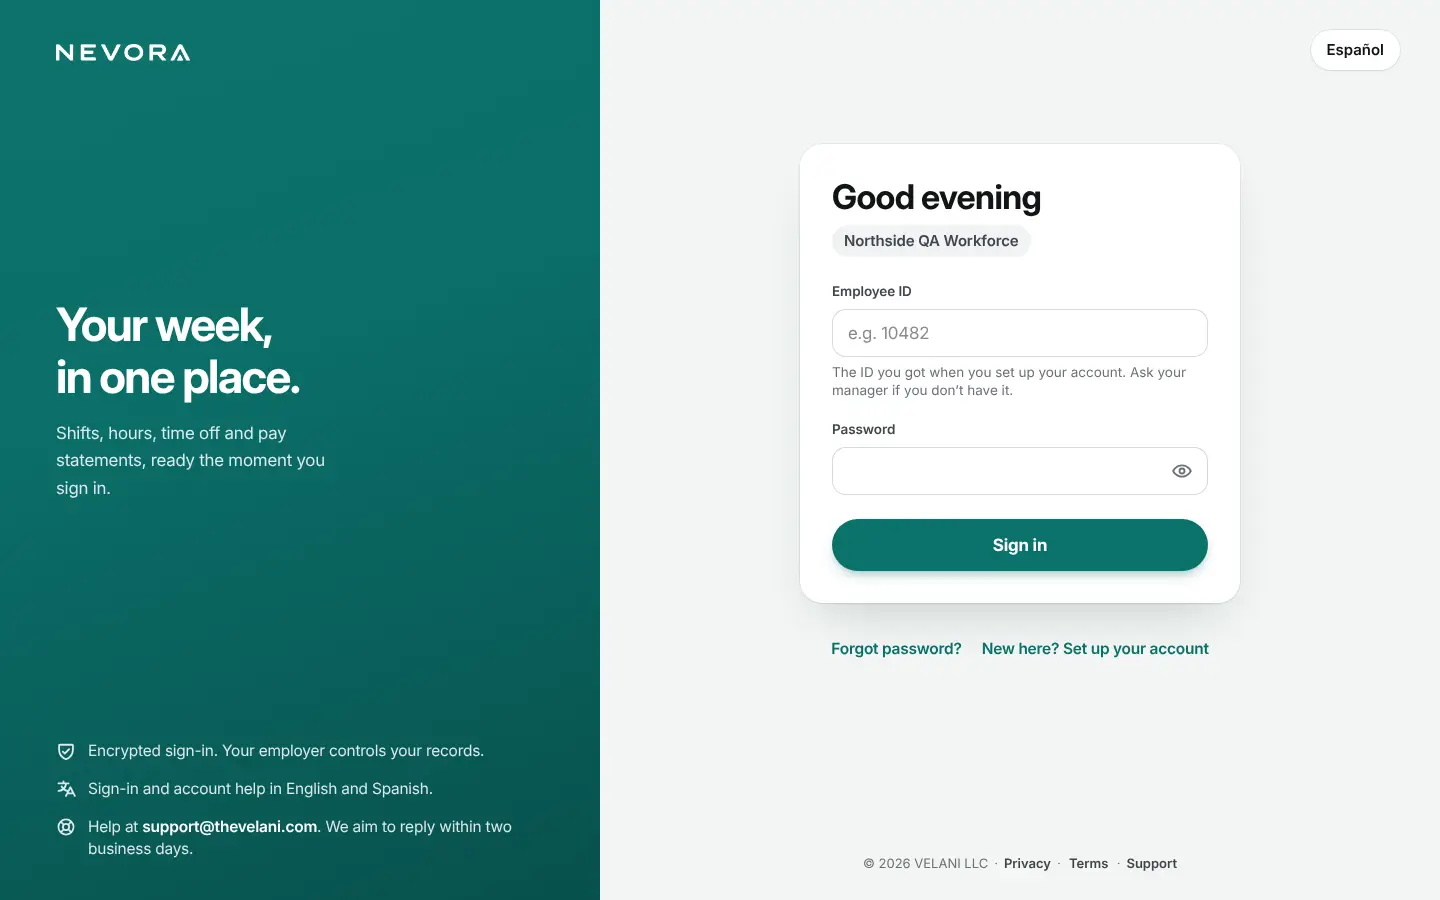 NEVORA
Your week,
in one place.
Shifts, hours, time off and pay
statements, ready the moment you
sign in.
Encrypted sign-in. Your employer controls your records.
Sign-in and account help in English and Spanish.
Help at support@thevelani.com. We aim to reply within two
business days.
Español
Good evening
Northside QA Workforce
Employee ID
e.g. 10482
The ID you got when you set up your account. Ask your
manager if you don’t have it.
Password
Sign in
Forgot password? New here? Set up your account
© 2026 VELANI LLC · Privacy · Terms · Support